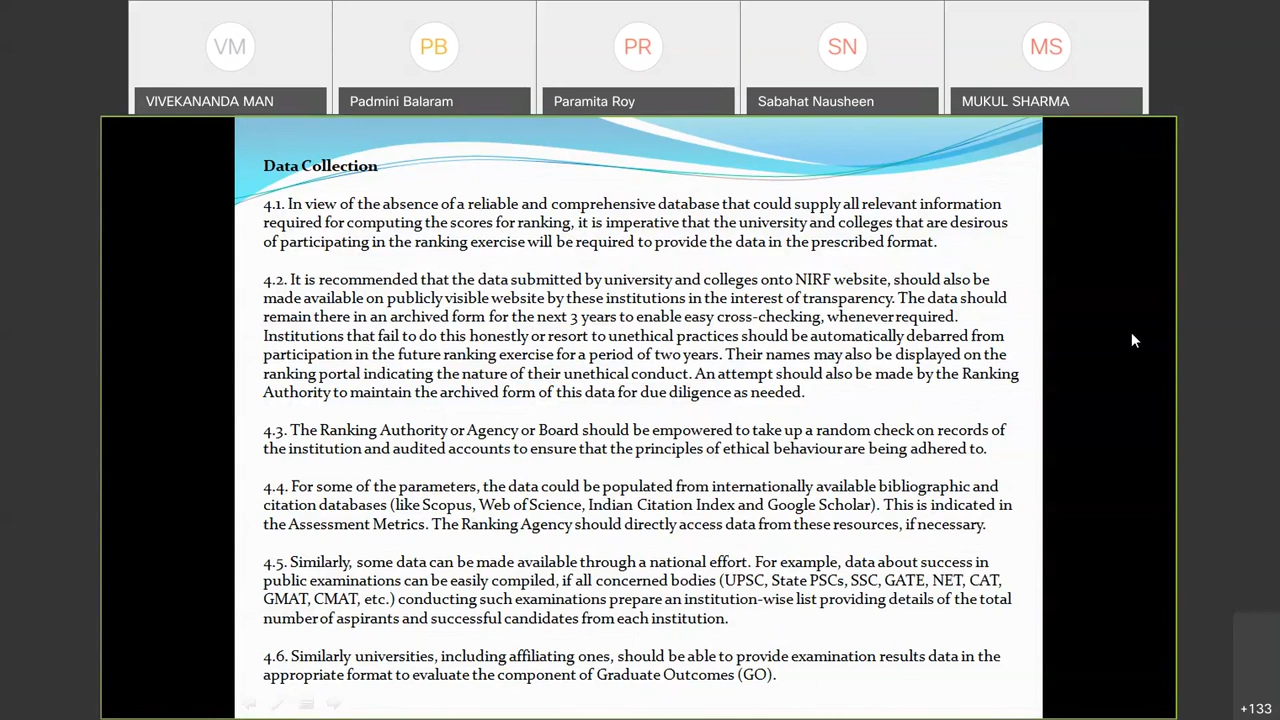 VM
PB
PR
SN
MS
VIVEKANANDA MAN
Padmini Balaram
Paramita Roy
Sabahat Nausheen
MUKUL SHARMA
Data Collection
4.1. In view of the absence of a reliable and comprehensive database that could supply all relevant information
required for computing the scores for ranking, it is imperative that the university and colleges that are desirous
of participating in the ranking exercise will be required to provide the data in the prescribed format.
4.2. It is recommended that the data submitted by university and colleges onto NIRF website, should also be
made available on publicly visible website by these institutions in the interest of transparency. The data should
remain there in an archived form for the next 3 years to enable easy cross-checking, whenever required.
Institutions that fail to do this honestly or resort to unethical practices should be automatically debarred from
participation in the future ranking exercise for a period of two years. Their names may also be displayed on the
ranking portal indicating the nature of their unethical conduct. An attempt should also be made by the Ranking
Authority to maintain the archived form of this data for due diligence as needed.
4.3. The Ranking Authority or Agency or Board should be empowered to take up a random check on records of
the institution and audited accounts to ensure that the principles of ethical behaviour are being adhered to.
4.4. For some of the parameters, the data could be populated from internationally available bibliographic and
citation databases (like Scopus, Web of Science, Indian Citation Index and Google Scholar). This is indicated in
the Assessment Metrics. The Ranking Agency should directly access data from these resources, if necessary.
4.5. Similarly, some data can be made available through a national effort. For example, data about success in
public examinations can be easily compiled, if all concerned bodies (UPSC, State PSCs, SSC, GATE, NET, CAT,
GMAT, CMAT, etc.) conducting such examinations prepare an institution-wise list providing details of the total
number of aspirants and successful candidates from each institution.
4.6. Similarly universities, including affiliating ones, should be able to provide examination results data in the
appropriate format to evaluate the component of Graduate Outcomes (GO).
+133